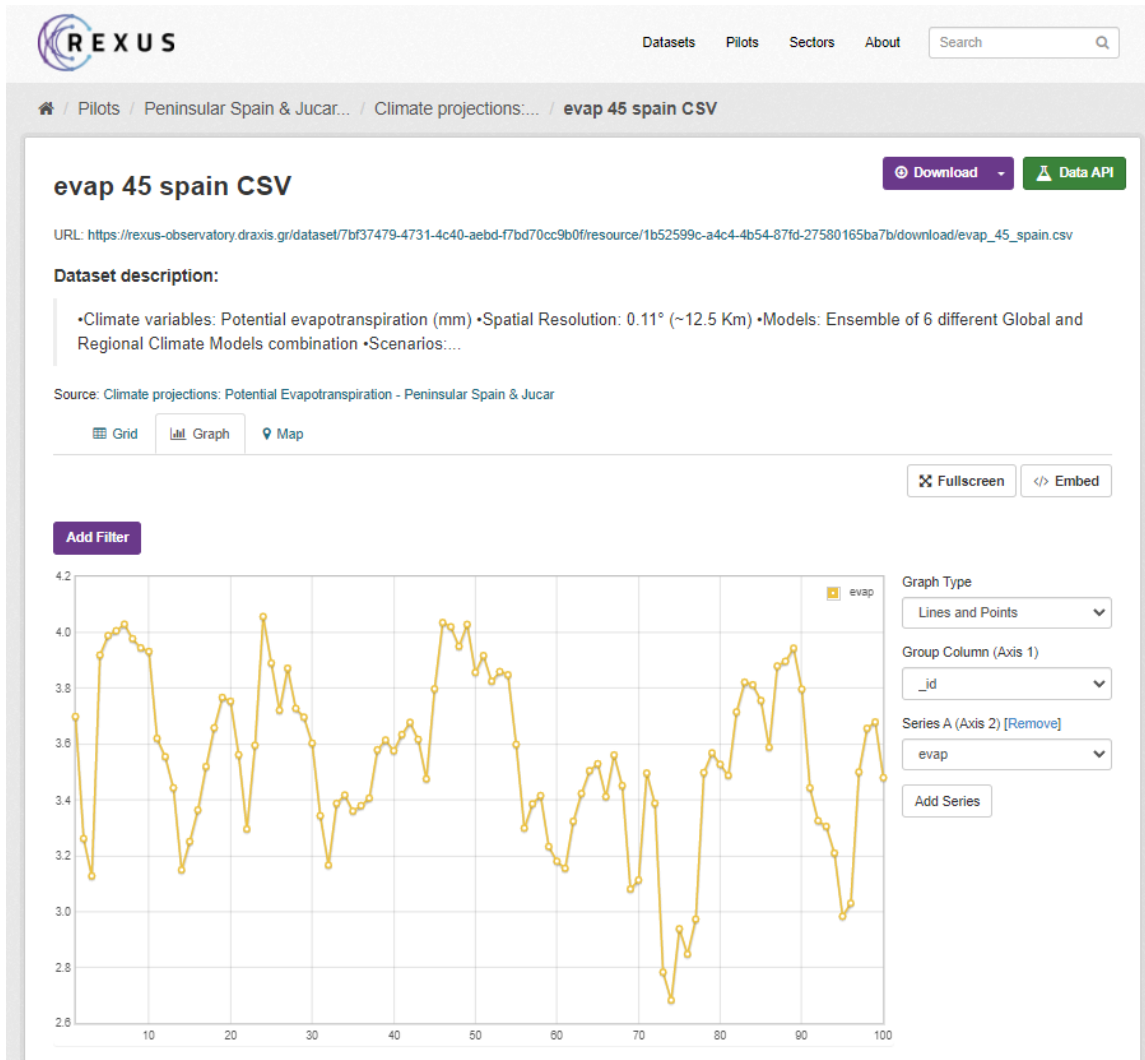 REXUS
Datasets Pilots Sectors About Search
/ Pilots / Peninsular Spain & Jucar... / Climate projections:... / evap 45 spain CSV
Download Data API
evap 45 spain CSV
URL: https://rexus-observatory.draxis.gr/dataset/7bf37479-4731-4c40-aebd-f7bd70cc9b0f/resource/1b52599c-a4c4-4b54-87fd-27580165ba7b/download/evap_45_spain.csv
Dataset description:
•Climate variables: Potential evapotranspiration (mm) •Spatial Resolution: 0.11° (~12.5 Km) •Models: Ensemble of 6 different Global and
Regional Climate Models combination •Scenarios:...
Source: Climate projections: Potential Evapotranspiration - Peninsular Spain & Jucar
Grid Graph Map
Fullscreen </> Embed
Add Filter
4.2
4.0
3.8
3.6
3.4
3.2
3.0
2.8
2.6
10 20 30 40 50 60 70 80 90 100
evap
Graph Type
Lines and Points
Group Column (Axis 1)
_id
Series A (Axis 2) [Remove]
evap
Add Series